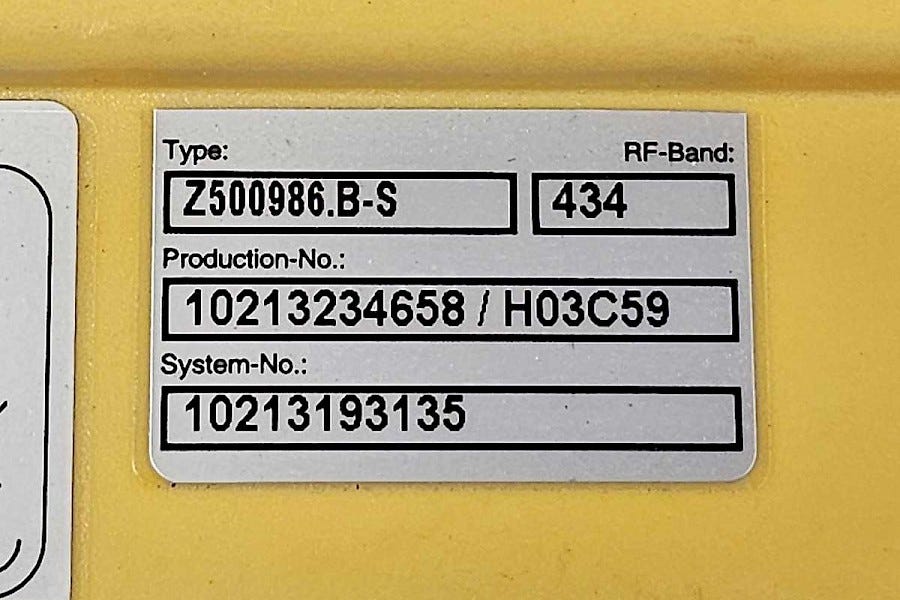 Type: RF-Band:
Z500986.B-S 434
Production-No.:
10213234658 / H03C59
System-No.:
10213193135